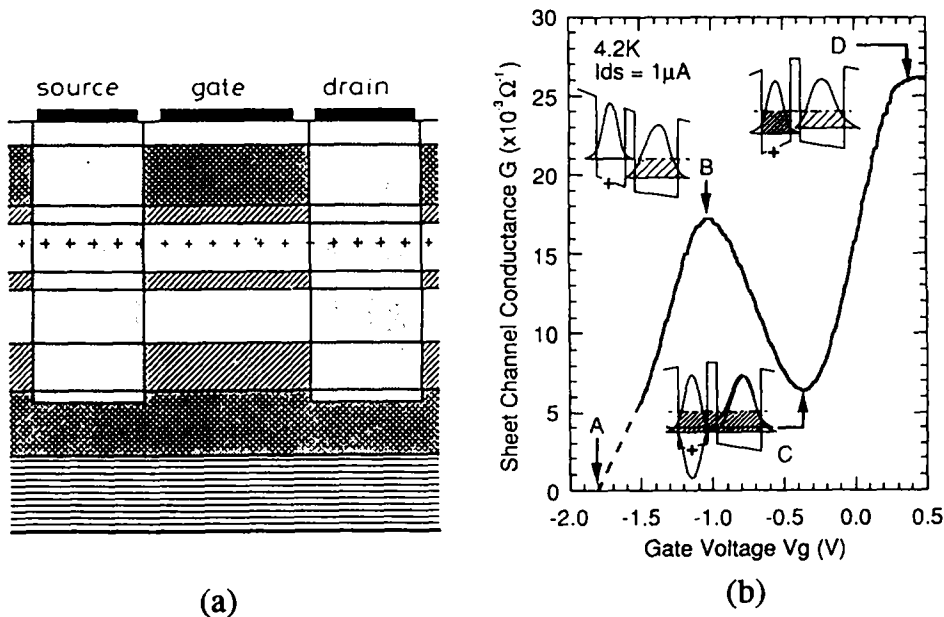 source gate drain
+ + + + + + + + + + + + + + + + + +
(a)
Sheet Channel Conductance G (x10⁻³ Ω⁻¹)
30
25
20
15
10
5
0
4.2K
Ids = 1μA
+
B
+
D
A
+
C
-2.0 -1.5 -1.0 -0.5 0.0 0.5
Gate Voltage Vg (V)
(b)